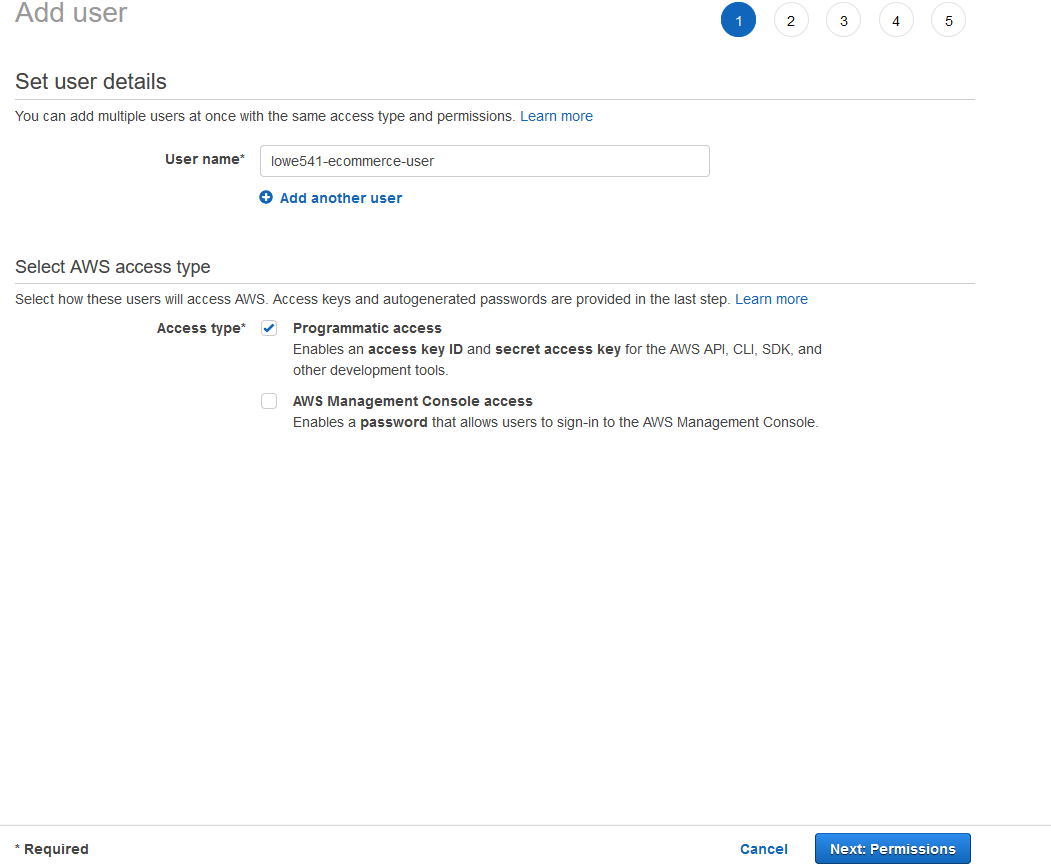 Add user
1 2 3 4 5
Set user details
You can add multiple users at once with the same access type and permissions. Learn more
User name*
lowe541-ecommerce-user
Add another user
Select AWS access type
Select how these users will access AWS. Access keys and autogenerated passwords are provided in the last step. Learn more
Access type*
Programmatic access
Enables an access key ID and secret access key for the AWS API, CLI, SDK, and
other development tools.
AWS Management Console access
Enables a password that allows users to sign-in to the AWS Management Console.
* Required
Cancel
Next: Permissions